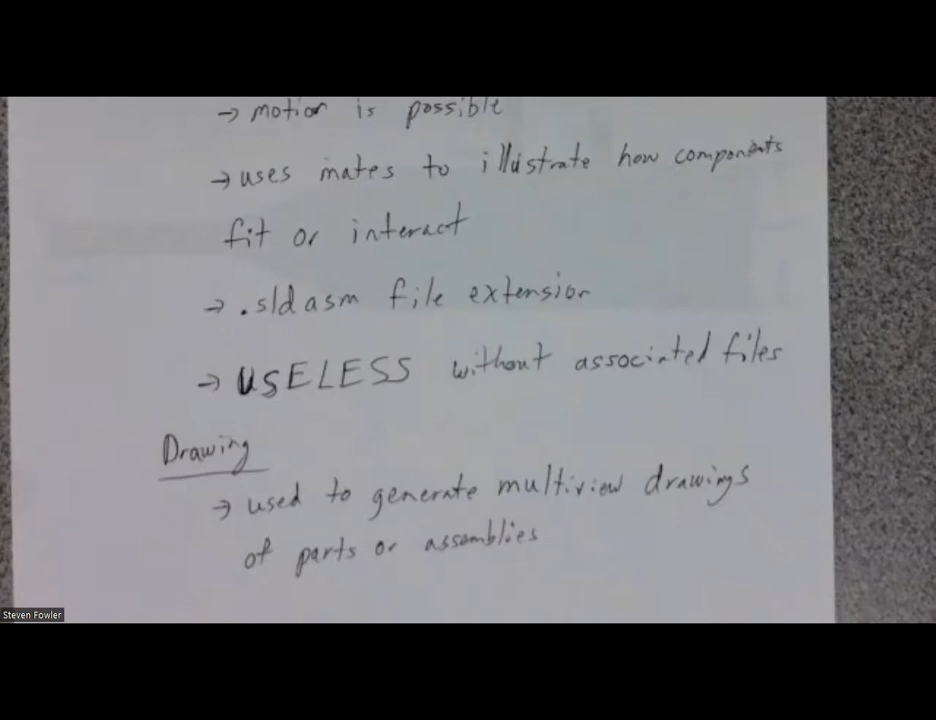 → motion is possible
→ uses mates to illustrate how components
fit or interact
→ .sldasm file extension
→ USELESS without associated files
Drawing
→ used to generate multiview drawings
of parts or assemblies
Steven Fowler